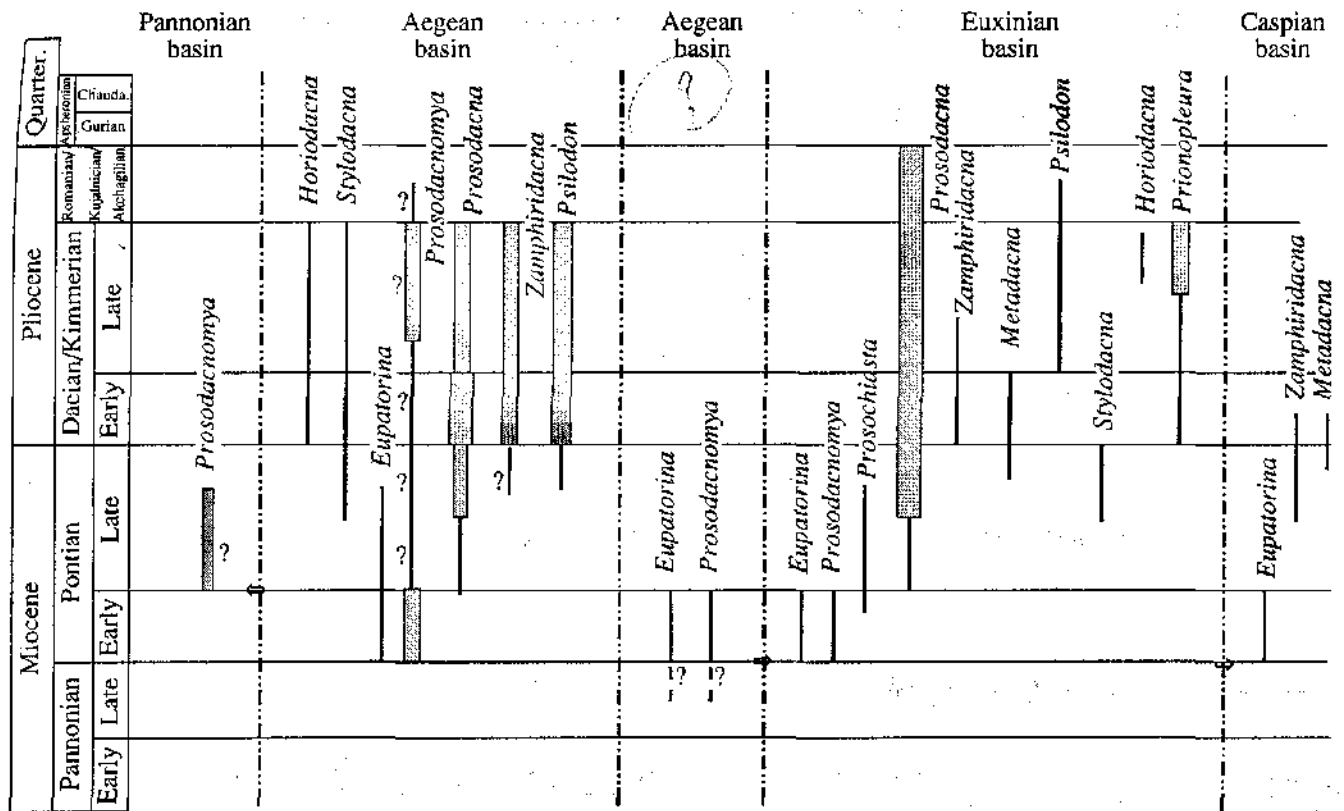 Pannonian
basin
Aegean
basin
Aegean
basin
Euxinian
basin
Caspian
basin
Quarter.
Apsheronian
Chauda.
Gurian
?
Pliocene
Romanian/
Kujalnician/
Akchagilian
Dacian/Kimmerian
Late
Early
Miocene
Pontian
Late
Early
Pannonian
Late
Early
Prosodacnomya
?
Horiodacna
Stylodacna
Eupatorina
?
?
?
?
?
Prosodacnomya
Prosodacna
?
Zamphiridacna
Psilodon
Eupatorina
?
Prosodacnomya
?
Eupatorina
Prosodacnomya
Prosochiasta
Prosodacna
Zamphiridacna
Metadacna
Psilodon
Stylodacna
Horiodacna
Prionopleura
Eupatorina
Zamphiridacna
Metadacna